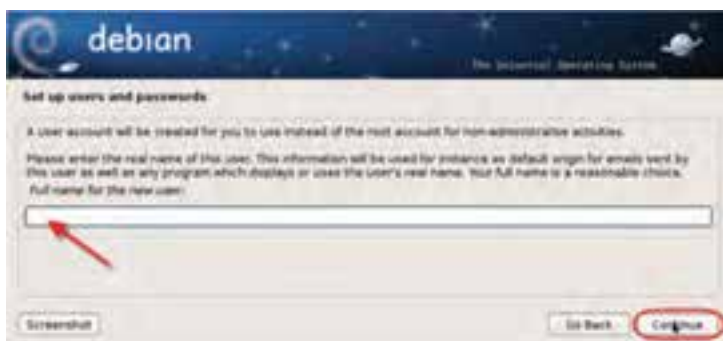 debian
The Universal Operating System
Set up users and passwords
A user account will be created for you to use instead of the root account for non-administrative activities.
Please enter the real name of this user. This information will be used for instance as default origin for emails sent by
this user as well as any program which displays or uses the user's real name. Your full name is a reasonable choice.
Full name for the new user:
Screenshot
Go Back
Continue